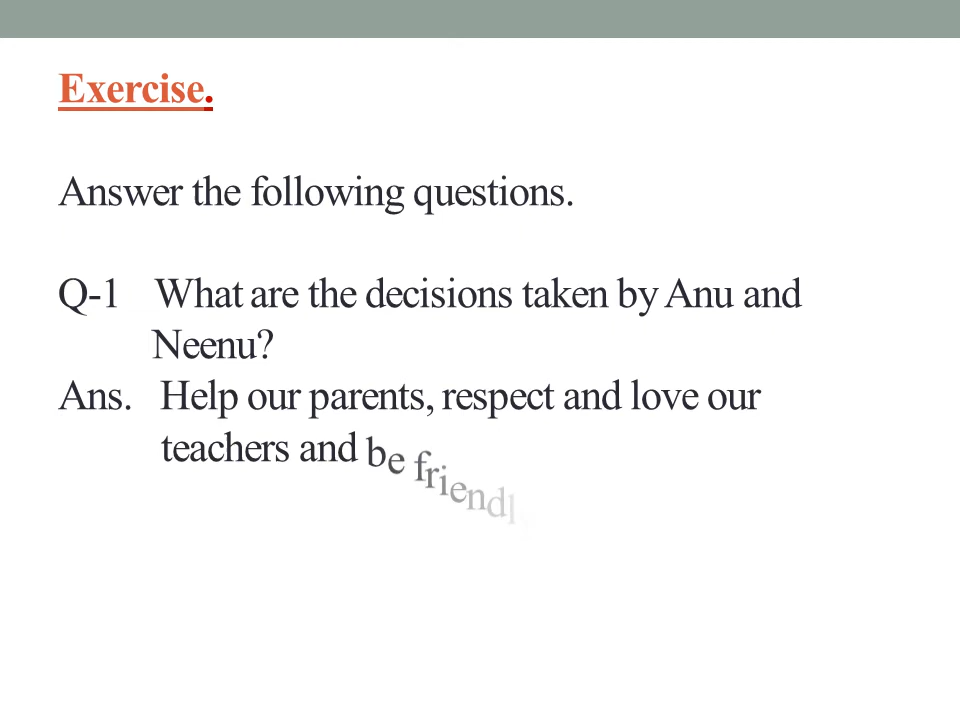 Exercise.
Answer the following questions.
Q-1 What are the decisions taken by Anu and
Neenu?
Ans. Help our parents, respect and love our
teachers and be friendly